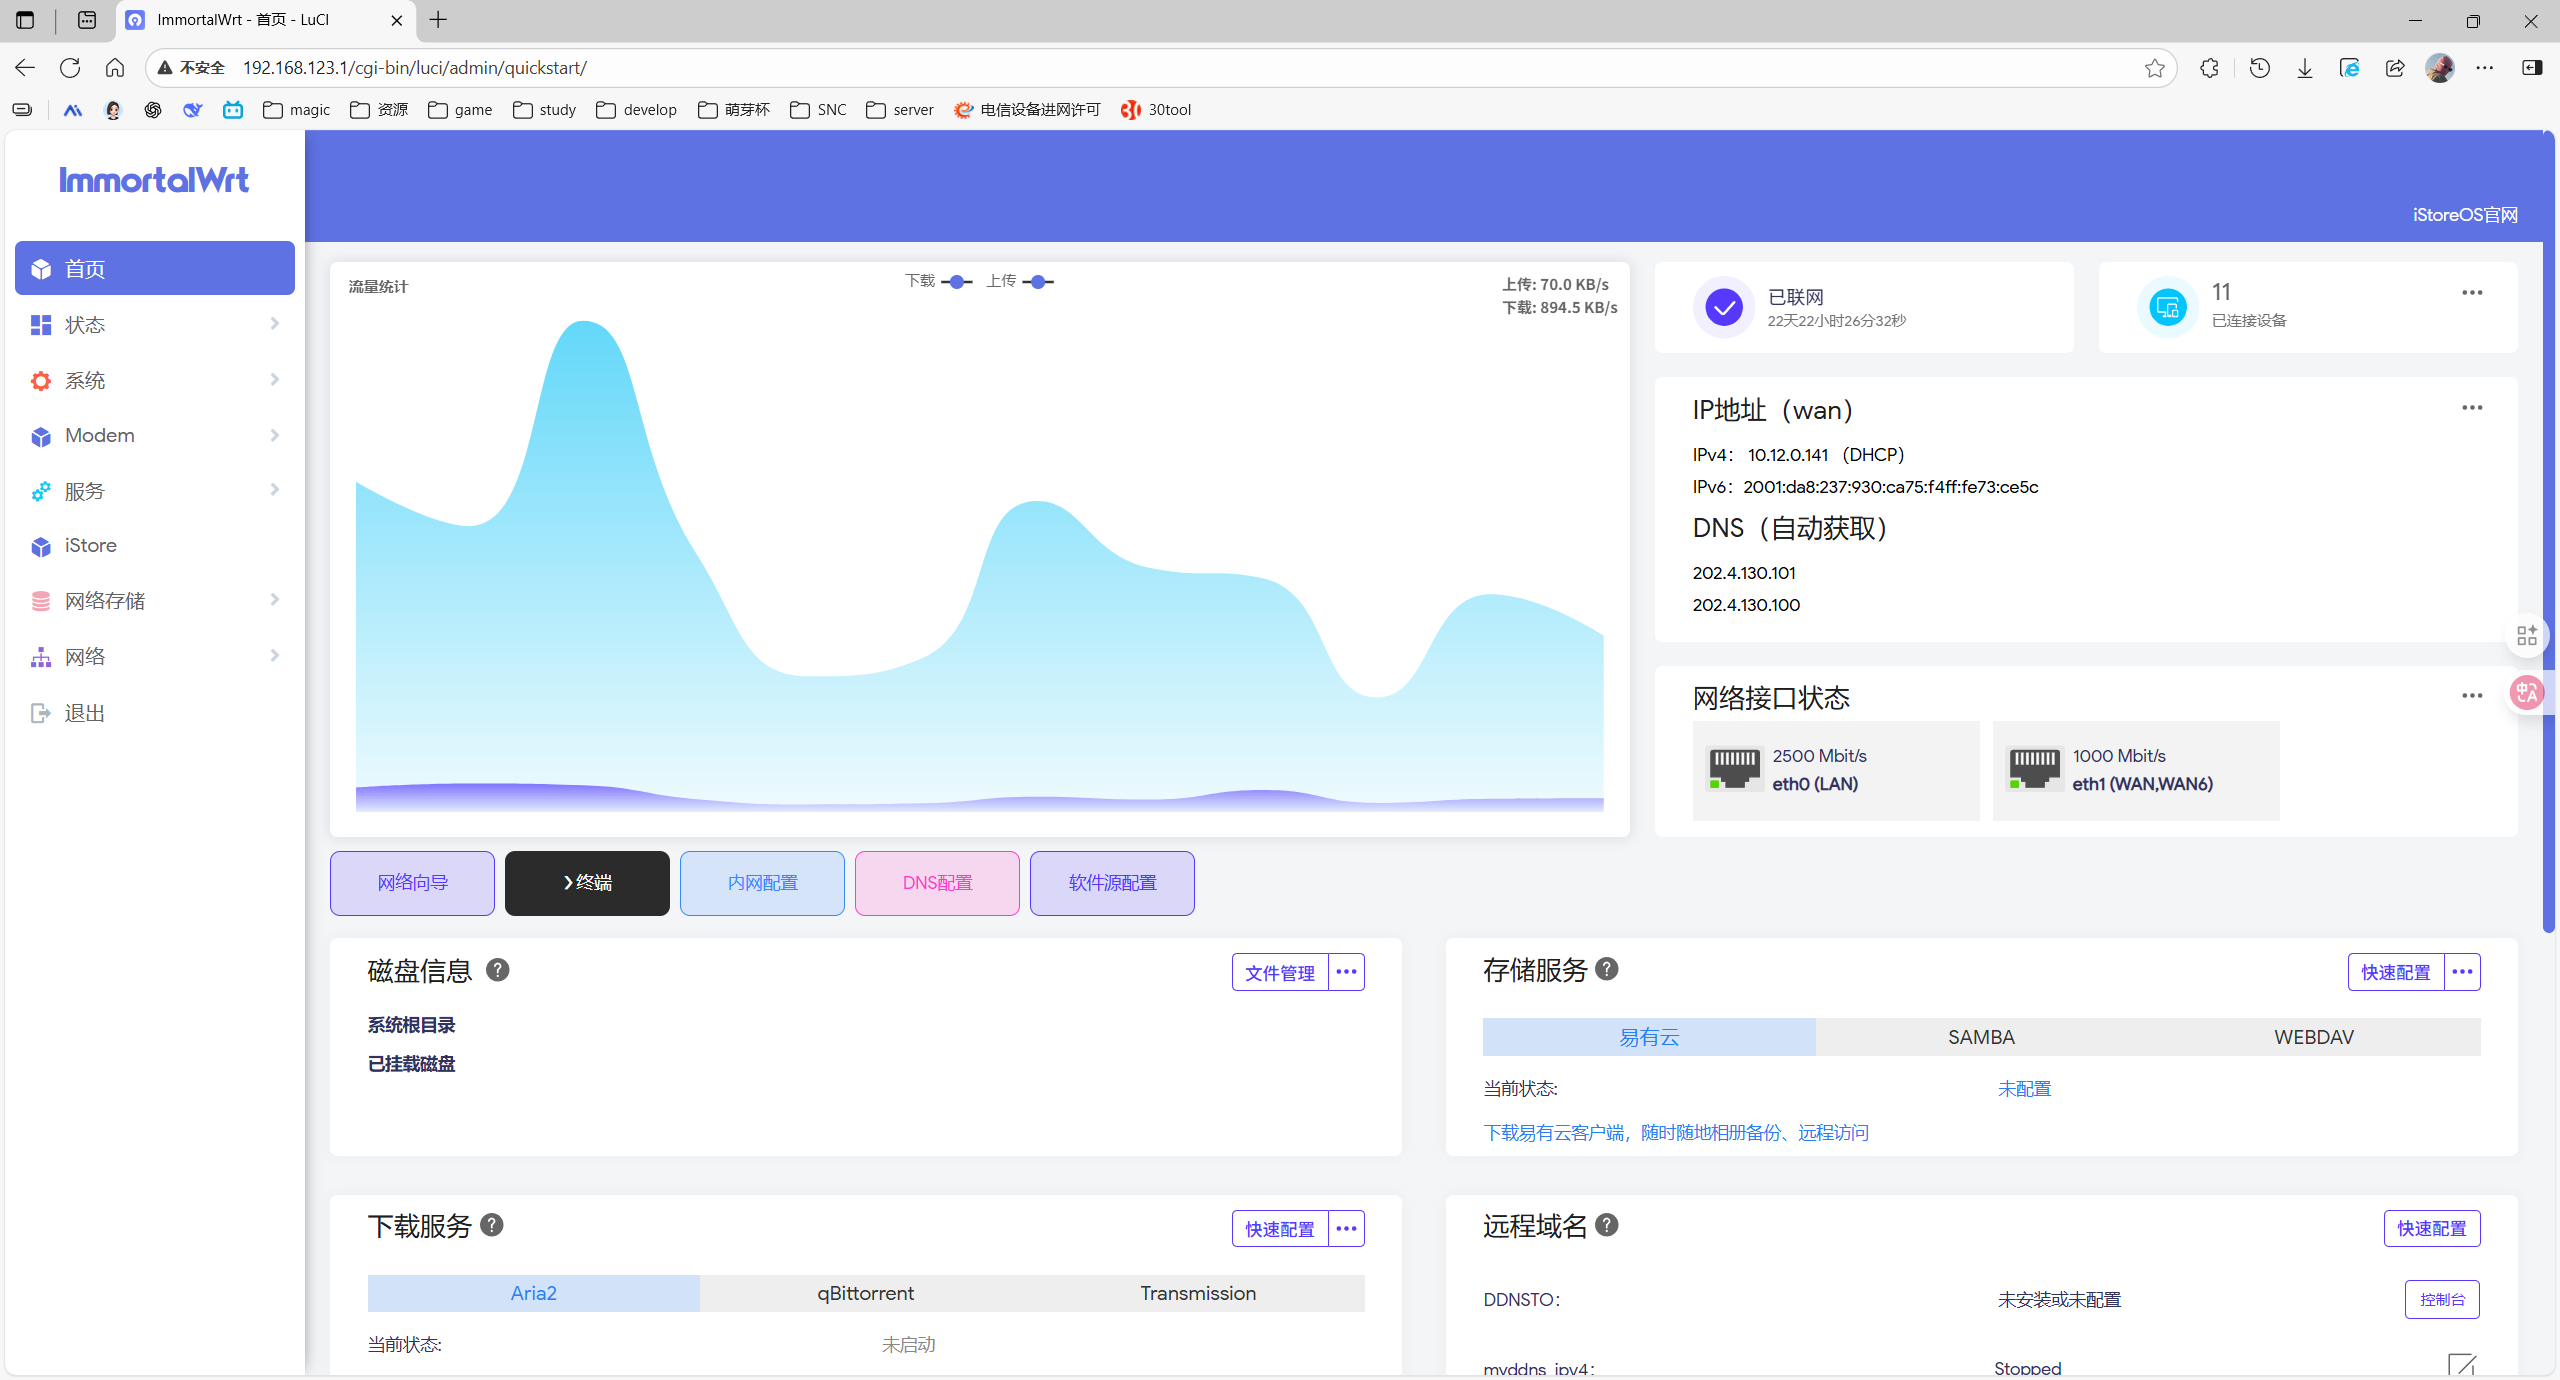 ImmortalWrt - 首页 - LuCI
不安全 192.168.123.1/cgi-bin/luci/admin/quickstart/
magic 资源 game study develop 萌芽杯 SNC server 电信设备进网许可 30tool
ImmortalWrt
iStoreOS官网
首页
状态
系统
Modem
服务
iStore
网络存储
网络
退出
流量统计
下载 上传
上传: 70.0 KB/s
下载: 894.5 KB/s
已联网
22天22小时26分32秒
11
已连接设备
IP地址（wan）
IPv4： 10.12.0.141 （DHCP）
IPv6：2001:da8:237:930:ca75:f4ff:fe73:ce5c
DNS（自动获取）
202.4.130.101
202.4.130.100
网络接口状态
2500 Mbit/s
eth0 (LAN)
1000 Mbit/s
eth1 (WAN,WAN6)
网络向导
❯终端
内网配置
DNS配置
软件源配置
磁盘信息 ?
文件管理
系统根目录
已挂载磁盘
存储服务 ?
快速配置
易有云 SAMBA WEBDAV
当前状态: 未配置
下载易有云客户端，随时随地相册备份、远程访问
下载服务 ?
快速配置
Aria2 qBittorrent Transmission
当前状态: 未启动
远程域名 ?
快速配置
DDNSTO： 未安装或未配置 控制台
myddns_ipv4： Stopped